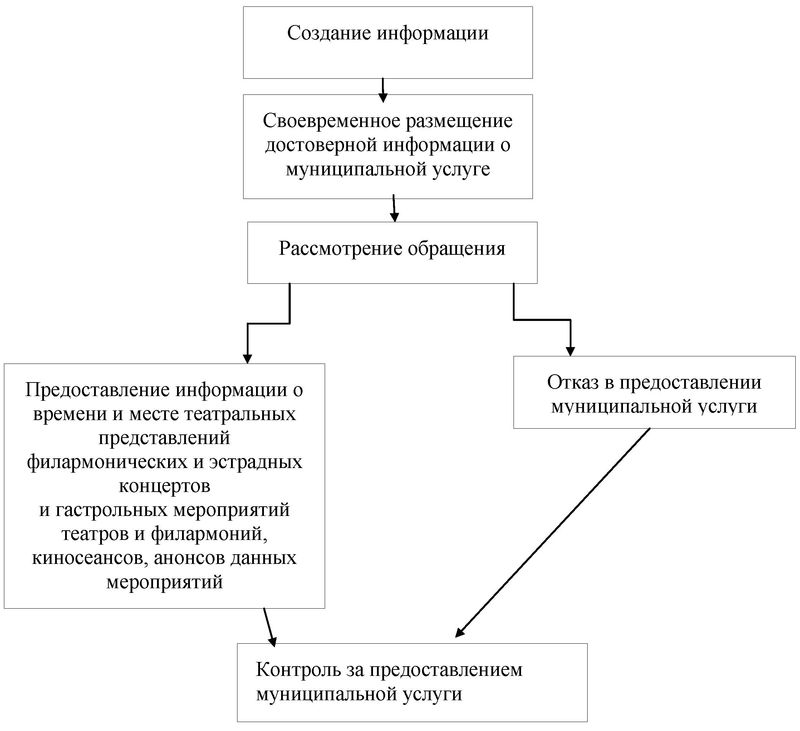 Создание информации
Своевременное размещение
достоверной информации о
муниципальной услуге
Рассмотрение обращения
Предоставление информации о
времени и месте театральных
представлений
филармонических и эстрадных
концертов
и гастрольных мероприятий
театров и филармоний,
киносеансов, анонсов данных
мероприятий
Отказ в предоставлении
муниципальной услуги
Контроль за предоставлением
муниципальной услуги